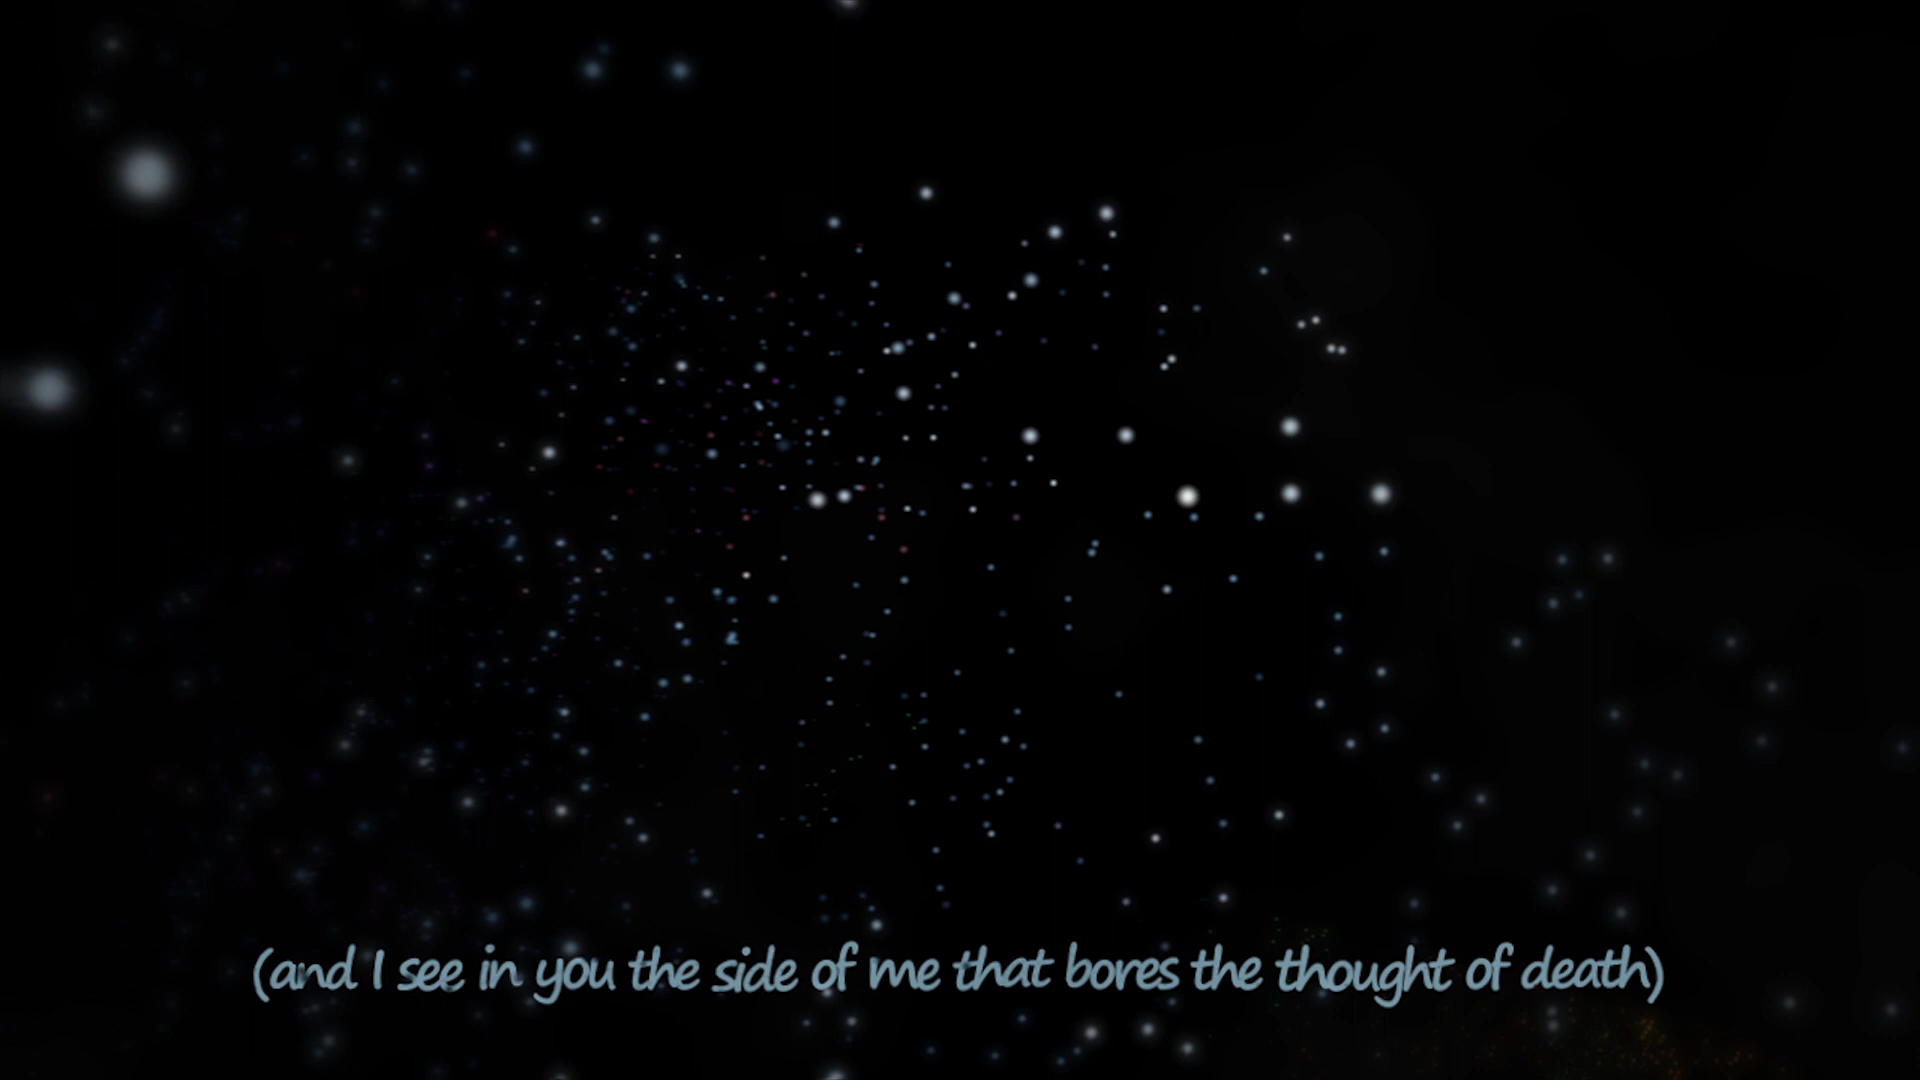 (and I see in you the side of me that bores the thought of death)